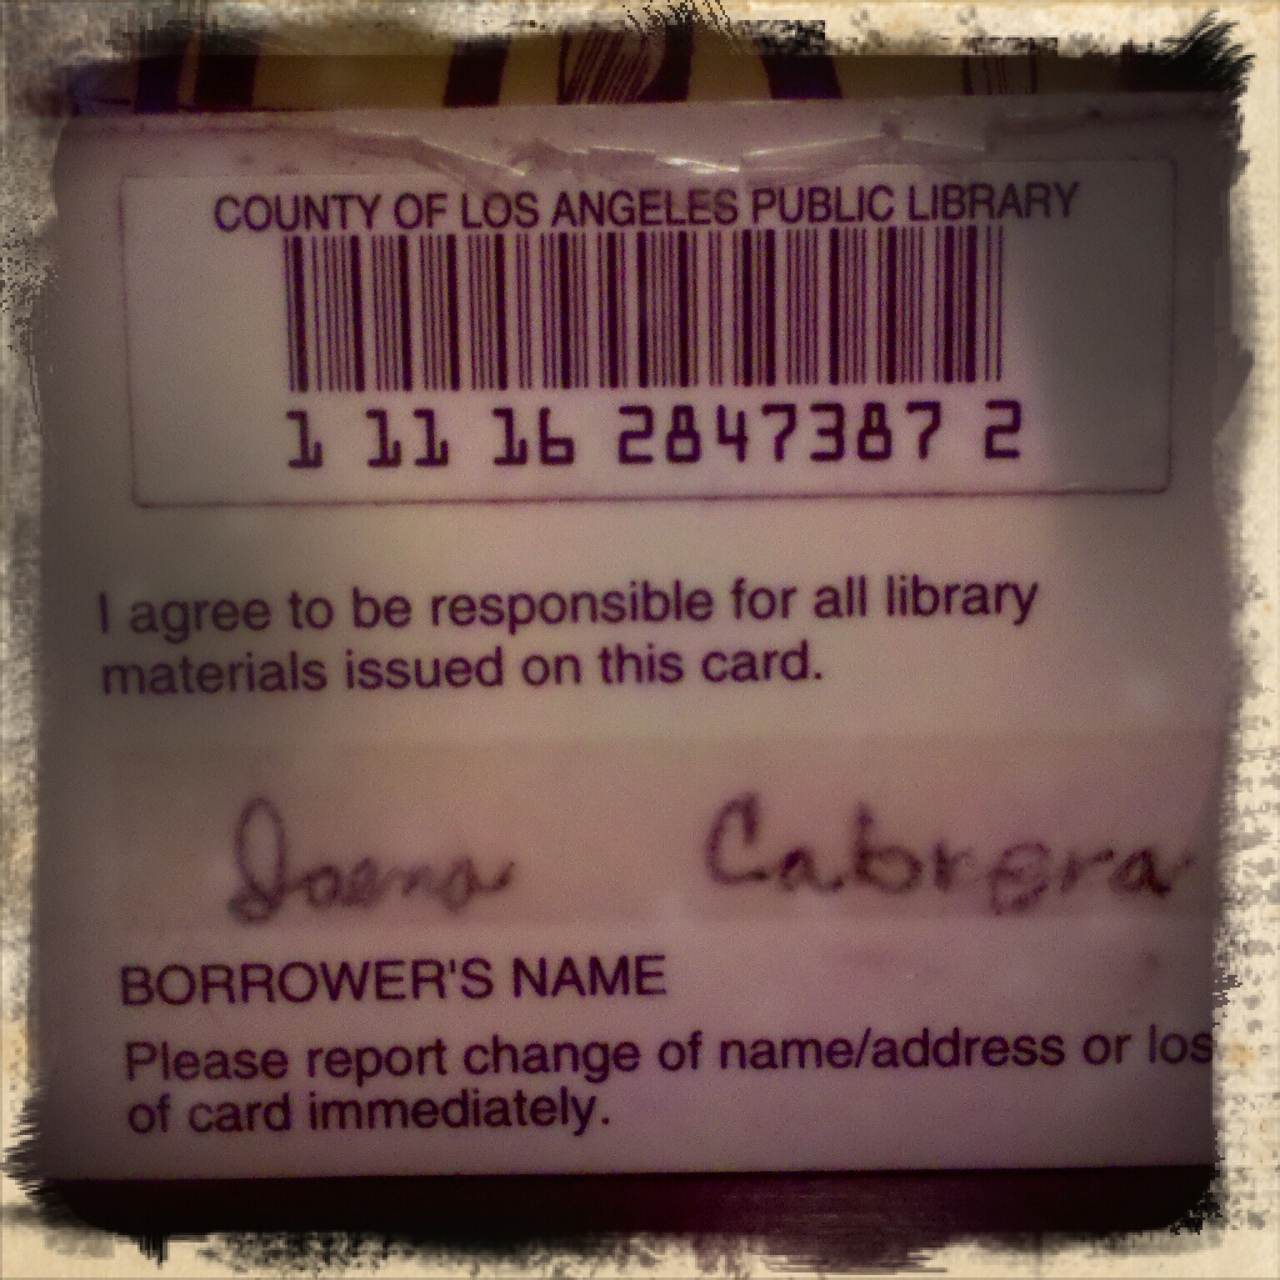 COUNTY OF LOS ANGELES PUBLIC LIBRARY
1 11 16 2847387 2
I agree to be responsible for all library
materials issued on this card.
Cabrera
BORROWER'S NAME
Please report change of name/address or los
of card immediately.